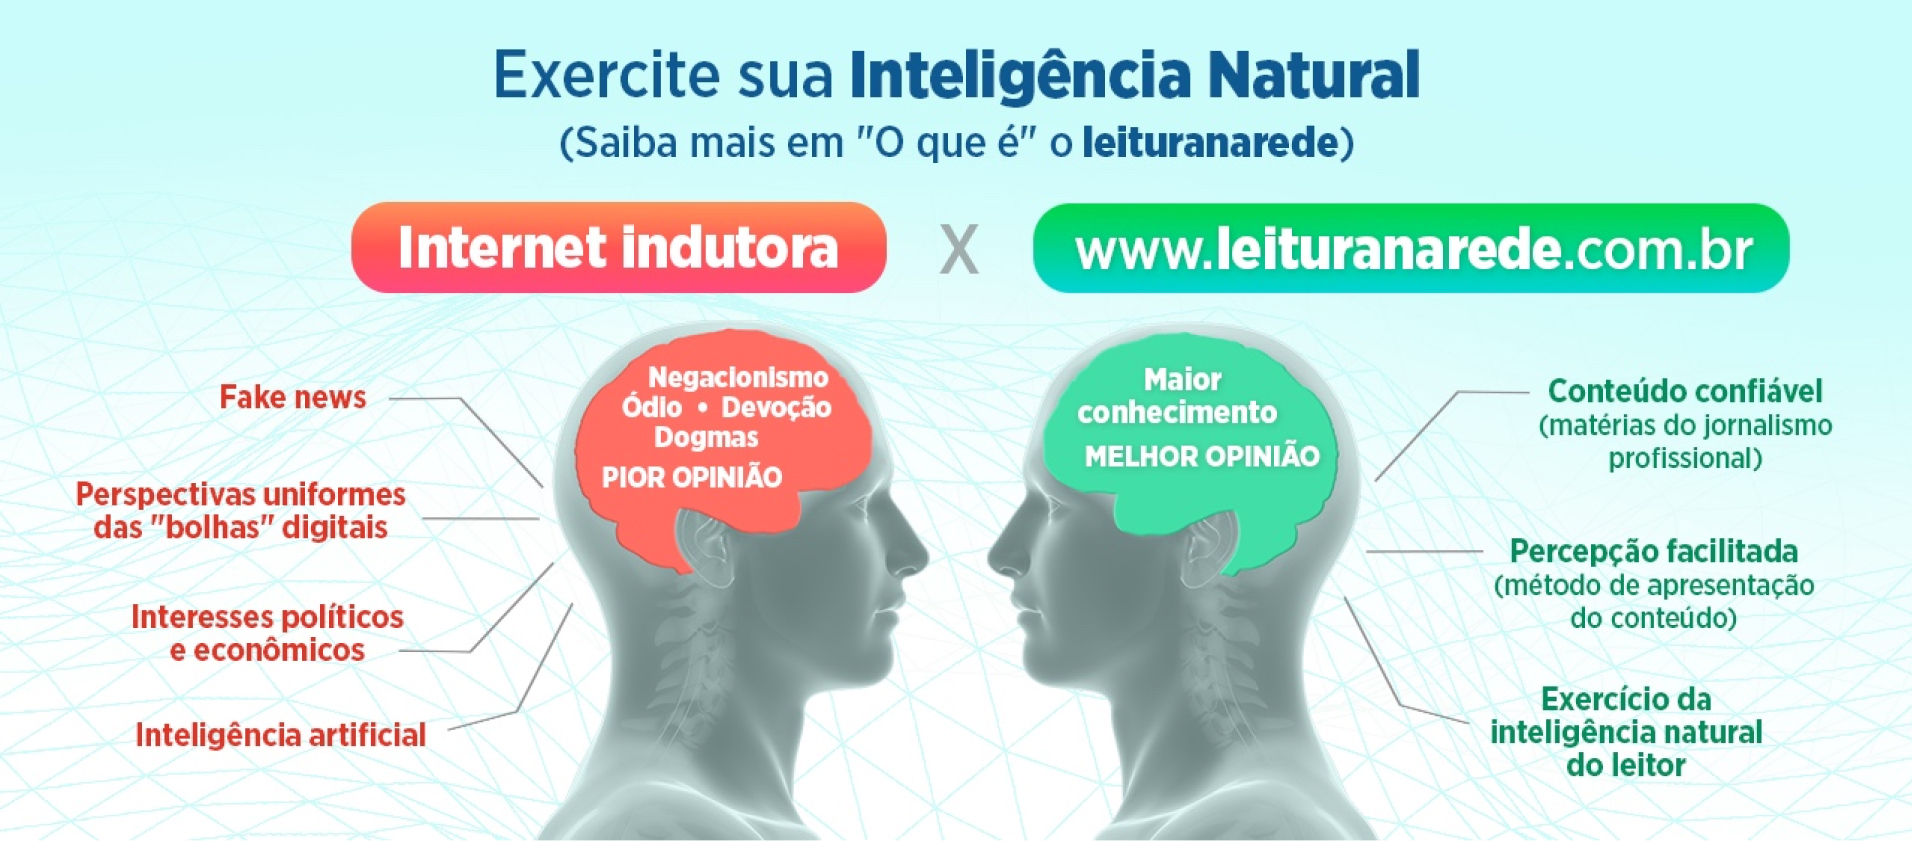 Exercite sua Inteligência Natural
(Saiba mais em "O que é" o leituranarede)
Internet indutora
X
www.leituranarede.com.br
Fake news
Perspectivas uniformes
das "bolhas" digitais
Interesses políticos
e econômicos
Inteligência artificial
Negacionismo
Ódio • Devoção
Dogmas
PIOR OPINIÃO
Maior
conhecimento
MELHOR OPINIÃO
Conteúdo confiável
(matérias do jornalismo
profissional)
Percepção facilitada
(método de apresentação
do conteúdo)
Exercício da
inteligência natural
do leitor